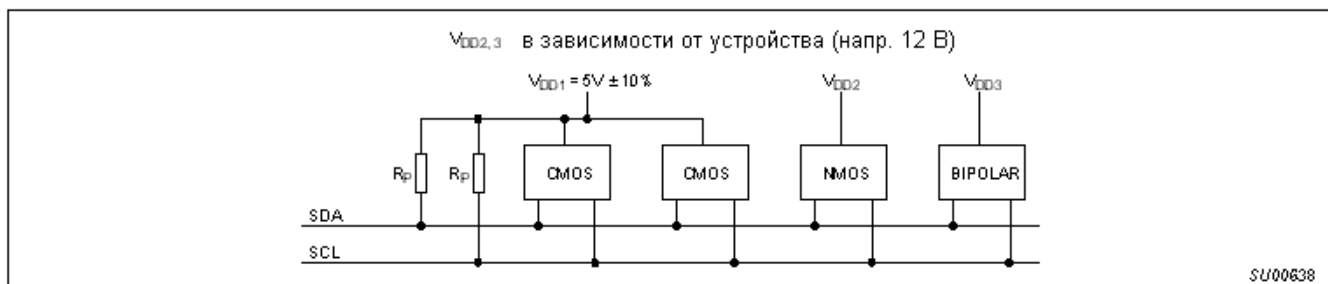 VDD2,3 в зависимости от устройства (напр. 12 В)
VDD1 = 5V ± 10% VDD2 VDD3
RP RP CMOS CMOS NMOS BIPOLAR
SDA
SCL
SU00638